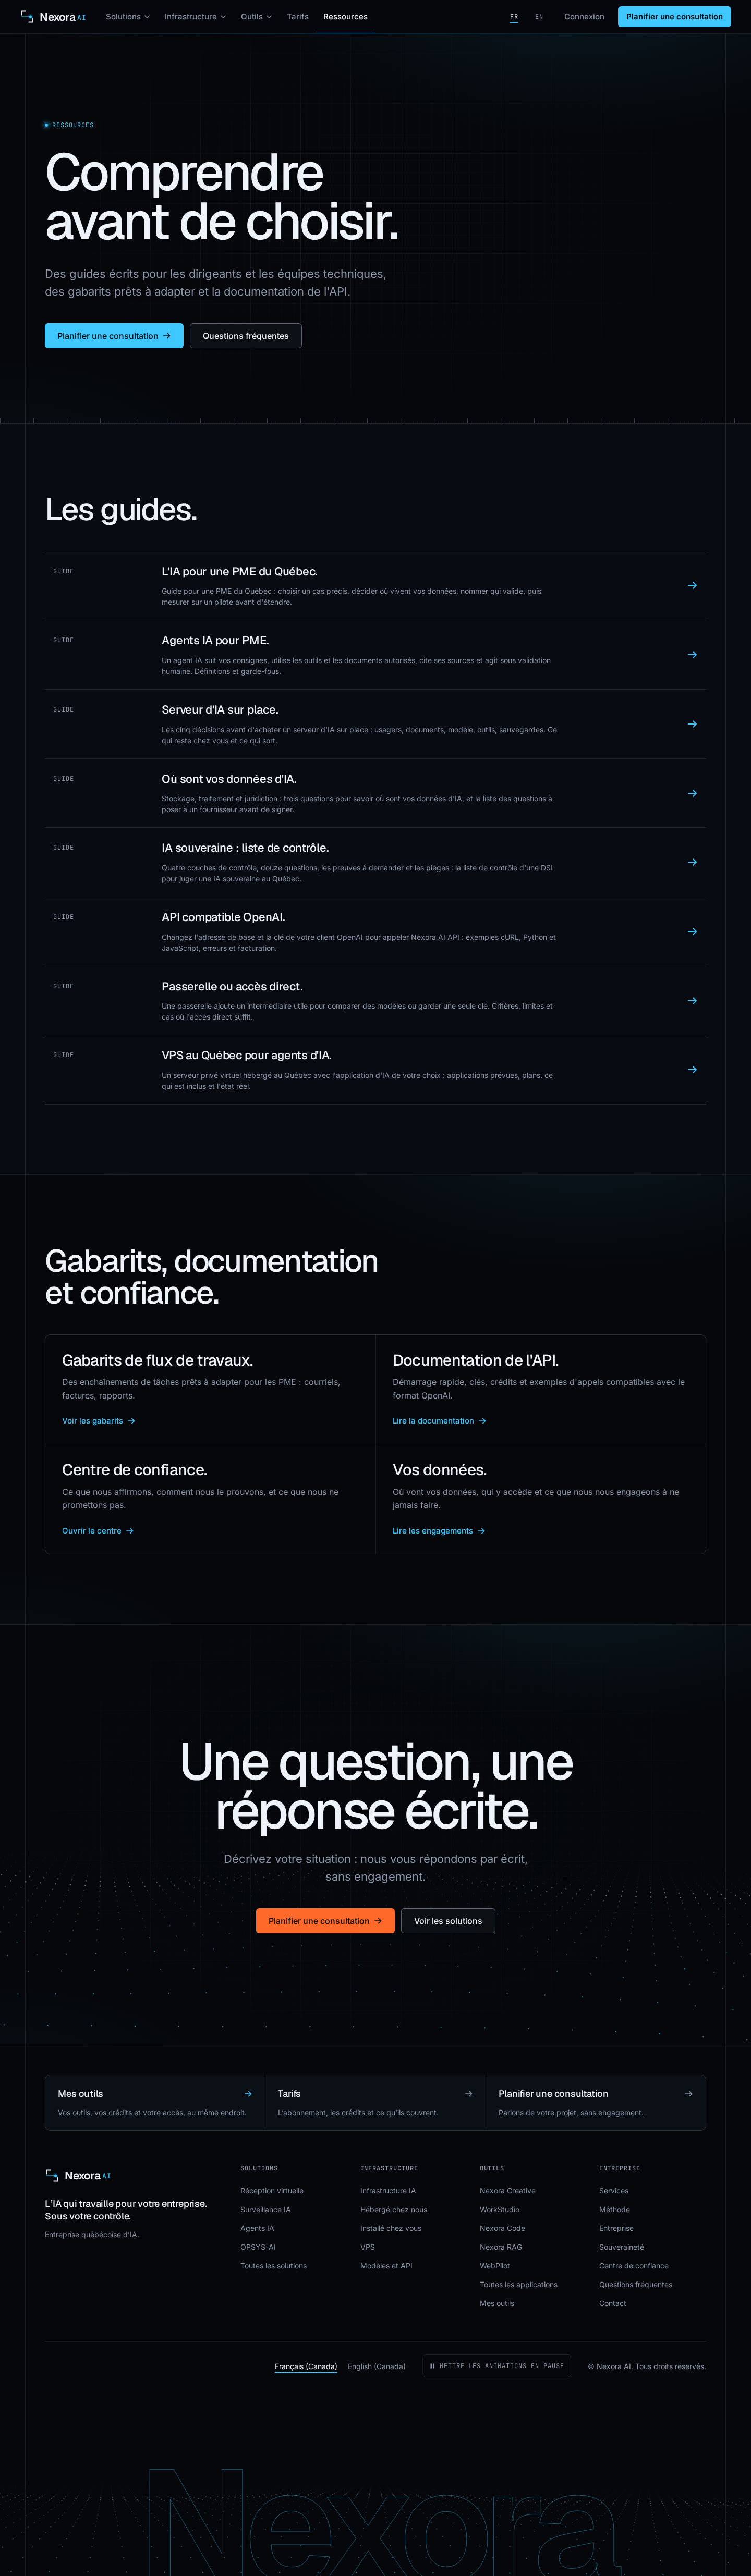 Nexora AI
Solutions
Infrastructure
Outils
Tarifs
Ressources
FR
EN
Connexion
Planifier une consultation
RESSOURCES
Comprendre
avant de choisir.
Des guides écrits pour les dirigeants et les équipes techniques,
des gabarits prêts à adapter et la documentation de l'API.
Planifier une consultation →
Questions fréquentes
Les guides.
GUIDE
L'IA pour une PME du Québec.
Guide pour une PME du Québec : choisir un cas précis, décider où vivent vos données, nommer qui valide, puis
mesurer sur un pilote avant d'étendre.
GUIDE
Agents IA pour PME.
Un agent IA suit vos consignes, utilise les outils et les documents autorisés, cite ses sources et agit sous validation
humaine. Définitions et garde-fous.
GUIDE
Serveur d'IA sur place.
Les cinq décisions avant d'acheter un serveur d'IA sur place : usagers, documents, modèle, outils, sauvegardes. Ce
qui reste chez vous et ce qui sort.
GUIDE
Où sont vos données d'IA.
Stockage, traitement et juridiction : trois questions pour savoir où sont vos données d'IA, et la liste des questions à
poser à un fournisseur avant de signer.
GUIDE
IA souveraine : liste de contrôle.
Quatre couches de contrôle, douze questions, les preuves à demander et les pièges : la liste de contrôle d'une DSI
pour juger une IA souveraine au Québec.
GUIDE
API compatible OpenAI.
Changez l'adresse de base et la clé de votre client OpenAI pour appeler Nexora AI API : exemples cURL, Python et
JavaScript, erreurs et facturation.
GUIDE
Passerelle ou accès direct.
Une passerelle ajoute un intermédiaire utile pour comparer des modèles ou garder une seule clé. Critères, limites et
cas où l'accès direct suffit.
GUIDE
VPS au Québec pour agents d'IA.
Un serveur privé virtuel hébergé au Québec avec l'application d'IA de votre choix : applications prévues, plans, ce
qui est inclus et l'état réel.
Gabarits, documentation
et confiance.
Gabarits de flux de travaux.
Des enchaînements de tâches prêts à adapter pour les PME : courriels,
factures, rapports.
Voir les gabarits →
Documentation de l'API.
Démarrage rapide, clés, crédits et exemples d'appels compatibles avec le
format OpenAI.
Lire la documentation →
Centre de confiance.
Ce que nous affirmons, comment nous le prouvons, et ce que nous ne
promettons pas.
Ouvrir le centre →
Vos données.
Où vont vos données, qui y accède et ce que nous nous engageons à ne
jamais faire.
Lire les engagements →
Une question, une
réponse écrite.
Décrivez votre situation : nous vous répondons par écrit,
sans engagement.
Planifier une consultation →
Voir les solutions
Mes outils →
Vos outils, vos crédits et votre accès, au même endroit.
Tarifs →
L'abonnement, les crédits et ce qu'ils couvrent.
Planifier une consultation →
Parlons de votre projet, sans engagement.
Nexora AI
L'IA qui travaille pour votre entreprise.
Sous votre contrôle.
Entreprise québécoise d'IA.
SOLUTIONS
Réception virtuelle
Surveillance IA
Agents IA
OPSYS-AI
Toutes les solutions
INFRASTRUCTURE
Infrastructure IA
Hébergé chez nous
Installé chez vous
VPS
Modèles et API
OUTILS
Nexora Creative
WorkStudio
Nexora Code
Nexora RAG
WebPilot
Toutes les applications
Mes outils
ENTREPRISE
Services
Méthode
Entreprise
Souveraineté
Centre de confiance
Questions fréquentes
Contact
Français (Canada)
English (Canada)
METTRE LES ANIMATIONS EN PAUSE
© Nexora AI. Tous droits réservés.
Nexora